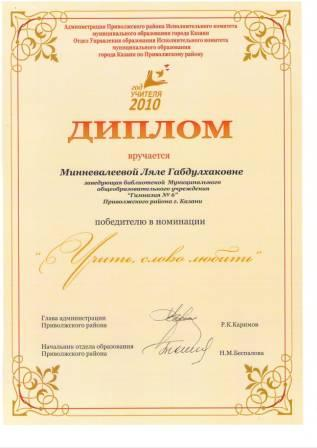 Администрация Приволжского района Исполнительного комитета
муниципального образования города Казани
Отдел Управления образования Исполнительного комитета
муниципального образования
города Казани по Приволжскому району
год
УЧИТЕЛЯ
2010
ДИПЛОМ
вручается
Минневалеевой Ляле Габдулхаковне
заведующая библиотекой Муниципального
общеобразовательного учреждения
"Гимназия № 6"
Приволжского района г. Казани
победителю в номинации
"Учить, слово любить"
Глава администрации
Приволжского района
Р.К.Каримов
Начальник отдела образования
Приволжского района
Н.М.Беспалова